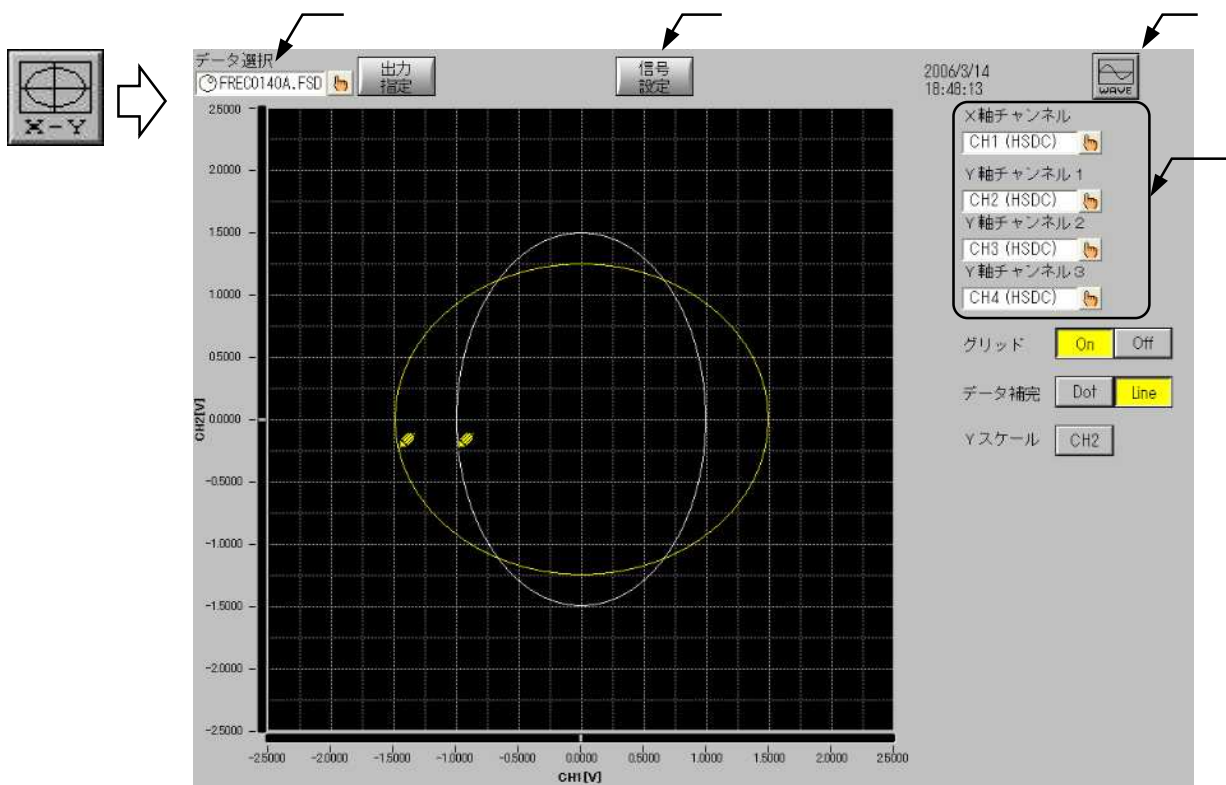 X-Y
データ選択
FREC0140A.FSD
出力
指定
信号
設定
2006/3/14
18:48:13
WAVE
X軸チャンネル
CH1 (HSDC)
Y軸チャンネル1
CH2 (HSDC)
Y軸チャンネル2
CH3 (HSDC)
Y軸チャンネル3
CH4 (HSDC)
グリッド On Off
データ補完 Dot Line
Yスケール CH2
2.5000
2.0000
1.5000
1.0000
0.5000
0.0000
-0.5000
-1.0000
-1.5000
-2.0000
-2.5000
CH2[V]
-2.5000 -2.0000 -1.5000 -1.0000 -0.5000 0.0000 0.5000 1.0000 1.5000 2.0000 2.5000
CH1[V]